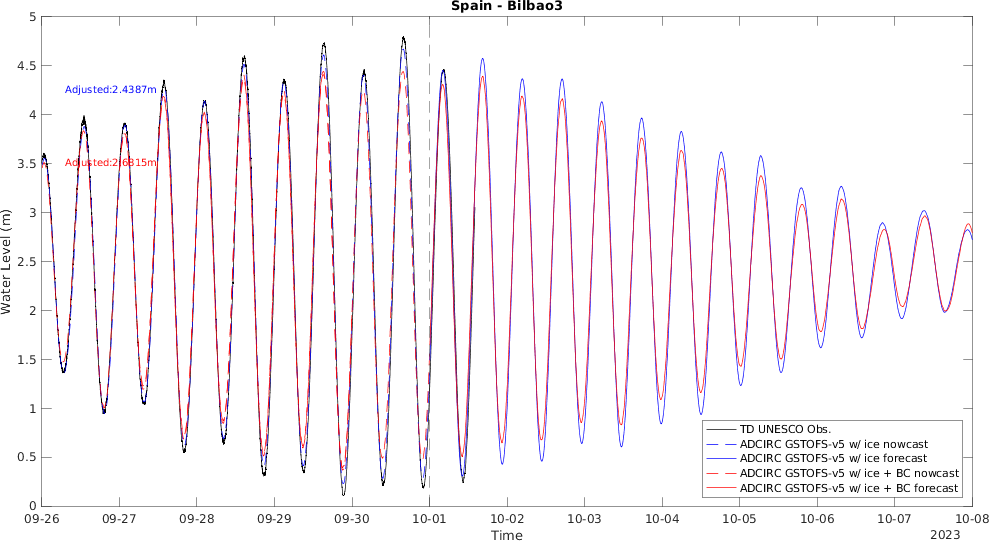 Spain - Bilbao3
5
4.5
4
3.5
3
2.5
2
1.5
1
0.5
0
Water Level (m)
Adjusted:2.4387m
Adjusted:2.6315m
TD UNESCO Obs.
ADCIRC GSTOFS-v5 w/ ice nowcast
ADCIRC GSTOFS-v5 w/ ice forecast
ADCIRC GSTOFS-v5 w/ ice + BC nowcast
ADCIRC GSTOFS-v5 w/ ice + BC forecast
09-26 09-27 09-28 09-29 09-30 10-01 10-02 10-03 10-04 10-05 10-06 10-07 10-08
Time
2023